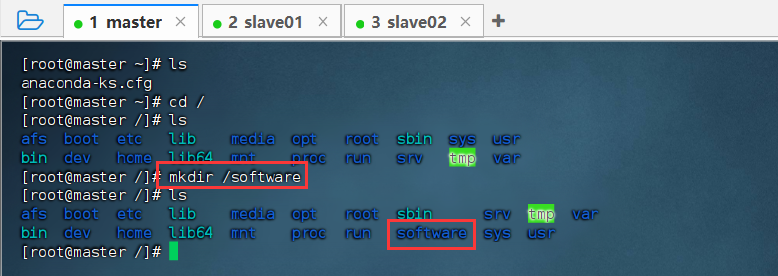 1 master × 2 slave01 × 3 slave02 × +
[root@master ~]# ls
anaconda-ks.cfg
[root@master ~]# cd /
[root@master /]# ls
afs boot etc lib media opt root sbin sys usr
bin dev home lib64 mnt proc run srv tmp var
[root@master /]# mkdir /software
[root@master /]# ls
afs boot etc lib media opt root sbin srv tmp var
bin dev home lib64 mnt proc run software sys usr
[root@master /]#